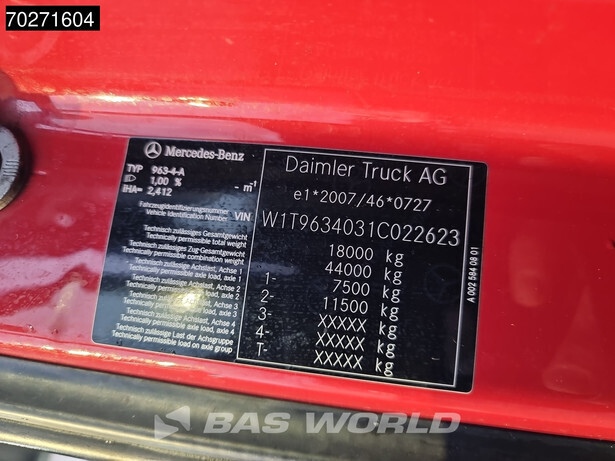 70271604
Mercedes-Benz
TYP 963-4-A
1,00 % - m⁻¹
IHA= 2,412
Fahrzeugidentifizierungsnummer
Vehicle Identification Number VIN
Technisch zulässiges Gesamtgewicht
Technically permissible total weight
Technisch zulässiges Zug-Gesamtgewicht
Technically permissible combination weight
Technisch zulässige Achslast, Achse 1
Technically permissible axle load, axle 1
Technisch zulässige Achslast, Achse 2
Technically permissible axle load, axle 2
Technisch zulässige Achslast, Achse 3
Technically permissible axle load, axle 3
Technisch zulässige Achslast, Achse 4
Technically permissible axle load, axle 4
Technisch zulässige Last der Achsgruppe
Technically permissible load on axle group
Daimler Truck AG
e1*2007/46*0727
W1T9634031C022623
18000 kg
44000 kg
1- 7500 kg
2- 11500 kg
3- XXXXX kg
4- XXXXX kg
T- XXXXX kg
A 002 584 08 01
BAS WORLD